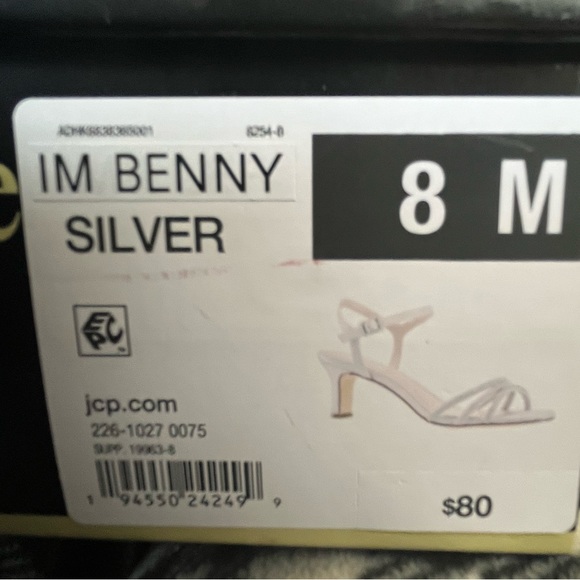 8254-8
IM BENNY
SILVER
8 M
EPC
jcp.com
226-1027 0075
SUPP. 19963-8
1 94550 24249 9
$80